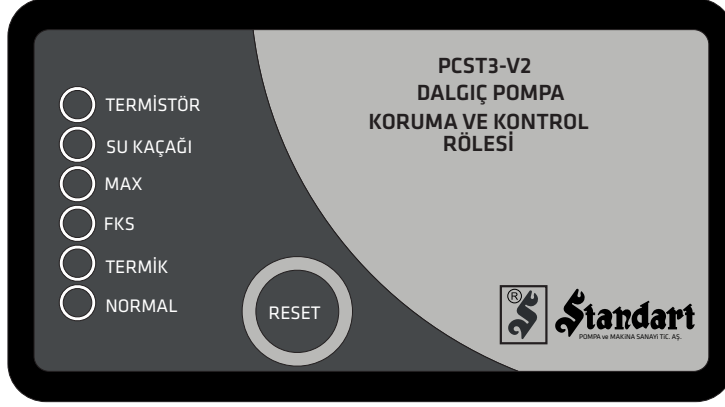 PCST3-V2
DALGIÇ POMPA
KORUMA VE KONTROL
RÖLESİ
TERMİSTÖR
SU KAÇAĞI
MAX
FKS
TERMİK
NORMAL
RESET
®
Standart
POMPA ve MAKİNA SANAYİ TİC. AŞ.